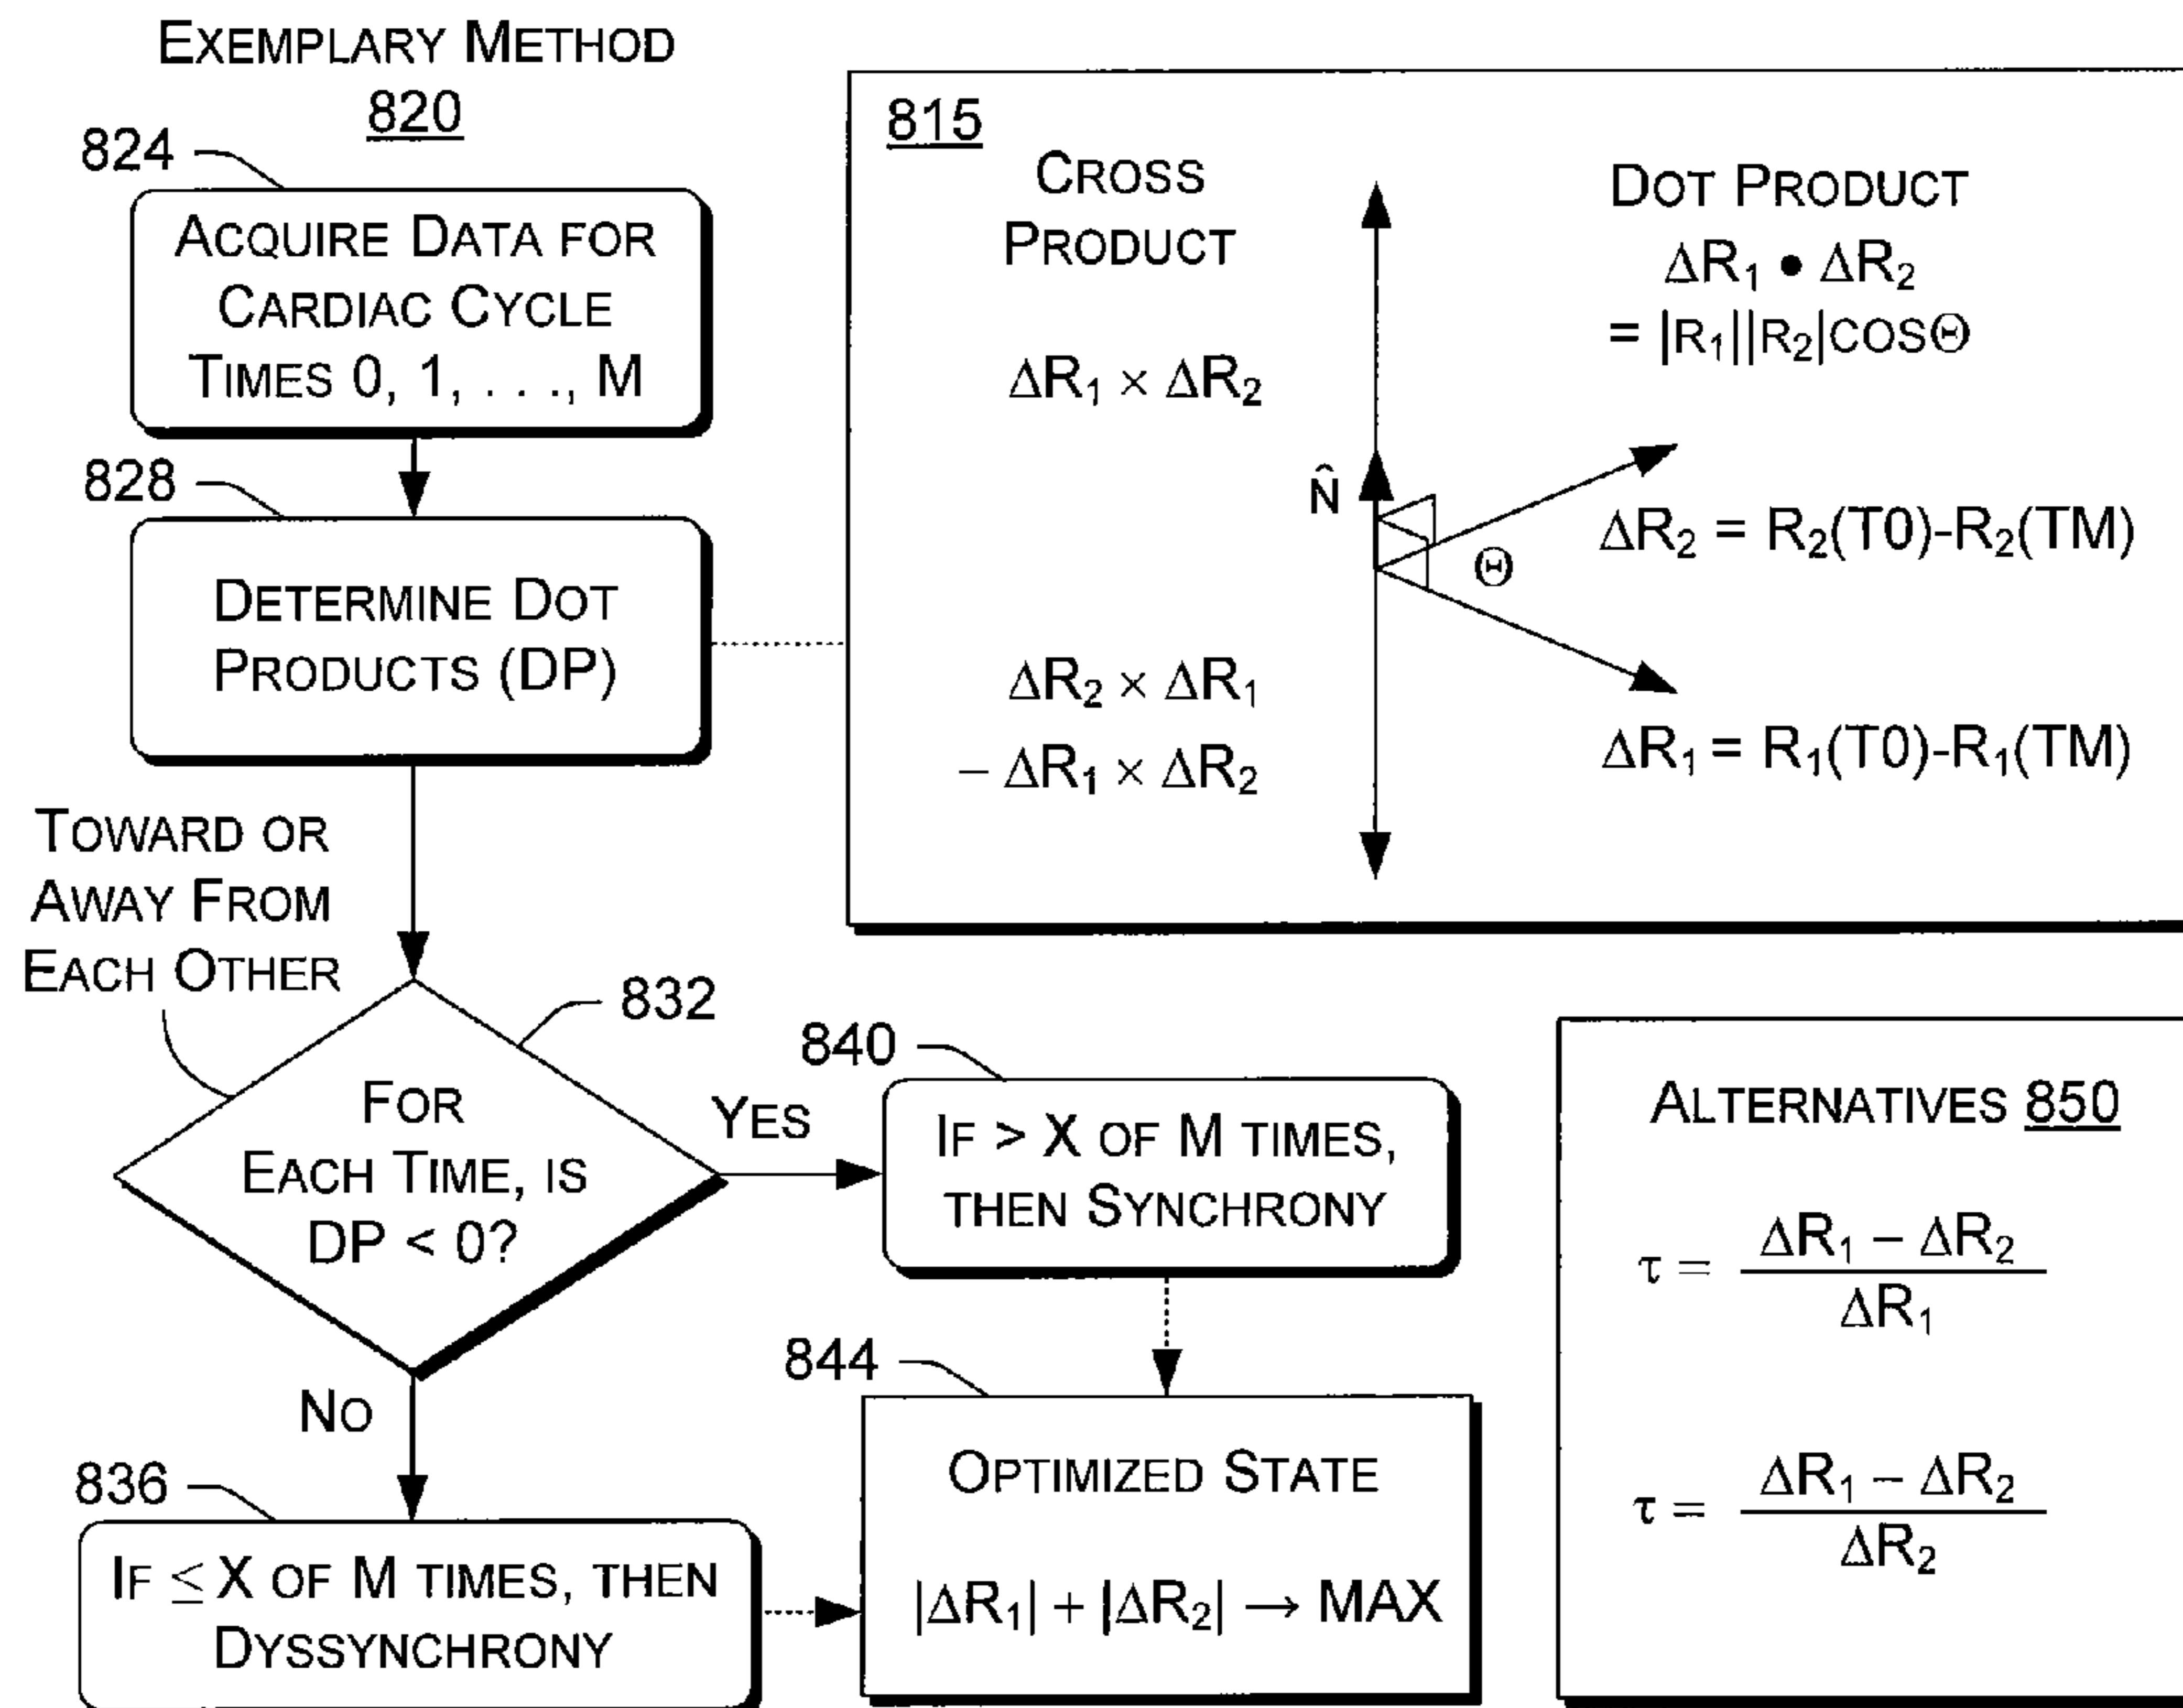 EXEMPLARY METHOD
820
824
ACQUIRE DATA FOR
CARDIAC CYCLE
TIMES 0, 1, . . ., M
828
DETERMINE DOT
PRODUCTS (DP)
815
CROSS
PRODUCT
ΔR₁ × ΔR₂
ΔR₂ × ΔR₁
– ΔR₁ × ΔR₂
N̂
DOT PRODUCT
ΔR₁ • ΔR₂
= |R₁||R₂|COSΘ
ΔR₂ = R₂(T0)-R₂(TM)
Θ
ΔR₁ = R₁(T0)-R₁(TM)
TOWARD OR
AWAY FROM
EACH OTHER
832
FOR
EACH TIME, IS
DP < 0?
YES
NO
840
IF > X OF M TIMES,
THEN SYNCHRONY
836
IF ≤ X OF M TIMES, THEN
DYSSYNCHRONY
844
OPTIMIZED STATE
|ΔR₁| + |ΔR₂| → MAX
ALTERNATIVES 850
τ = ΔR₁ – ΔR₂
ΔR₁
τ = ΔR₁ – ΔR₂
ΔR₂